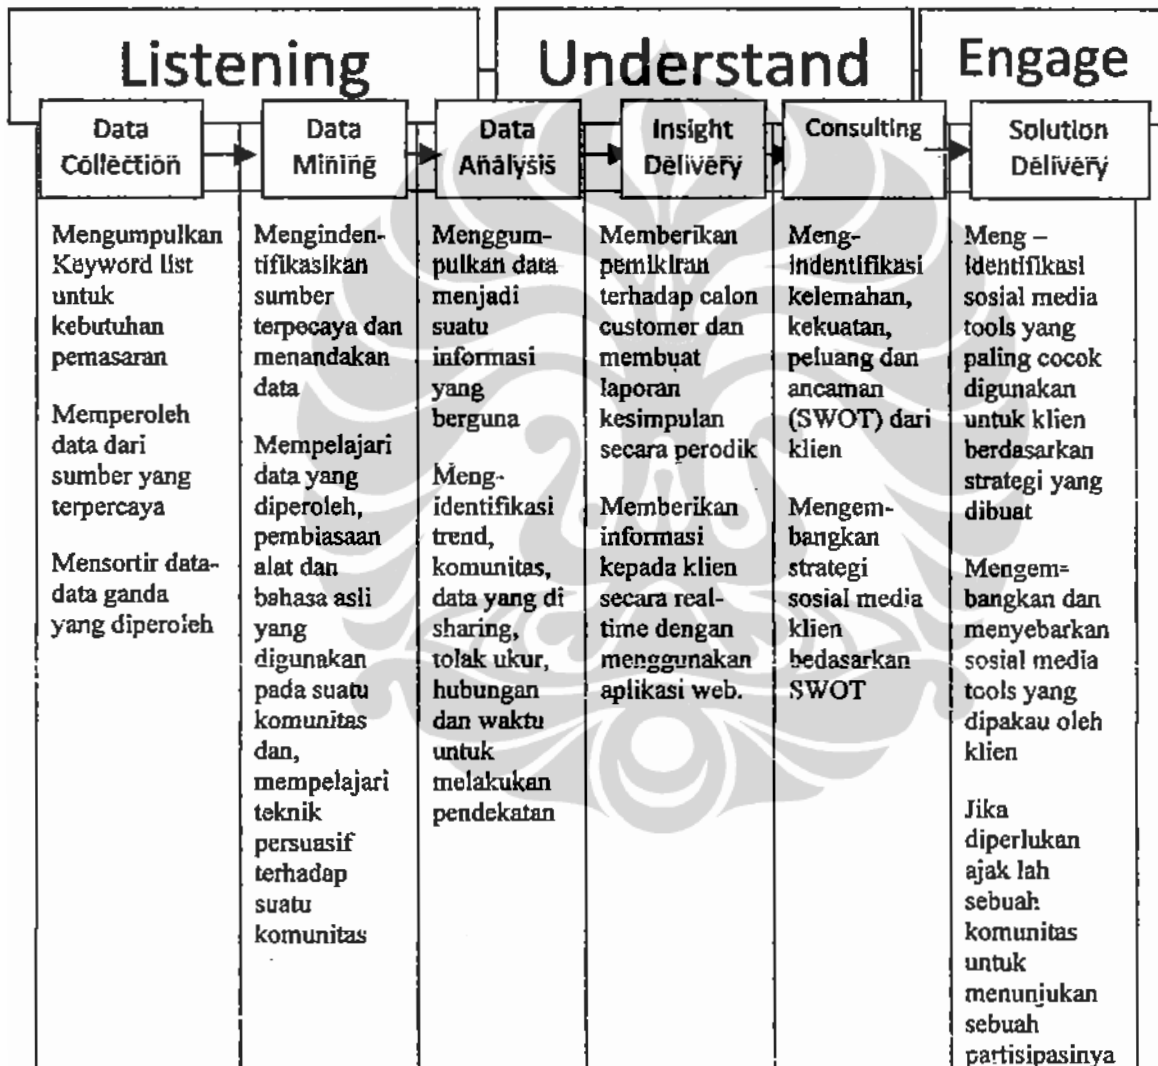 Listening
Understand
Engage
Data
Collection
Data
Mining
Data
Analysis
Insight
Delivery
Consulting
Solution
Delivery
Mengumpulkan
Keyword list
untuk
kebutuhan
pemasaran
Memperoleh
data dari
sumber yang
terpercaya
Mensortir data-
data ganda
yang diperoleh
Menginden-
tifikasikan
sumber
terpecaya dan
menandakan
data
Mempelajari
data yang
diperoleh,
pembiasaan
alat dan
bahasa asli
yang
digunakan
pada suatu
komunitas
dan,
mempelajari
teknik
persuasif
terhadap
suatu
komunitas
Menggum-
pulkan data
menjadi
suatu
informasi
yang
berguna
Meng-
identifikasi
trend,
komunitas,
data yang di
sharing,
tolak ukur,
hubungan
dan waktu
untuk
melakukan
pendekatan
Memberikan
pemikiran
terhadap calon
customer dan
membuat
laporan
kesimpulan
secara perodik
Memberikan
informasi
kepada klien
secara real-
time dengan
menggunakan
aplikasi web.
Meng-
indentifikasi
kelemahan,
kekuatan,
peluang dan
ancaman
(SWOT) dari
klien
Mengem-
bangkan
strategi
sosial media
klien
bedasarkan
SWOT
Meng –
identifikasi
sosial media
tools yang
paling cocok
digunakan
untuk klien
berdasarkan
strategi yang
dibuat
Mengem-
bangkan dan
menyebarkan
sosial media
tools yang
dipakau oleh
klien
Jika
diperlukan
ajak lah
sebuah
komunitas
untuk
menunjukan
sebuah
partisipasinya